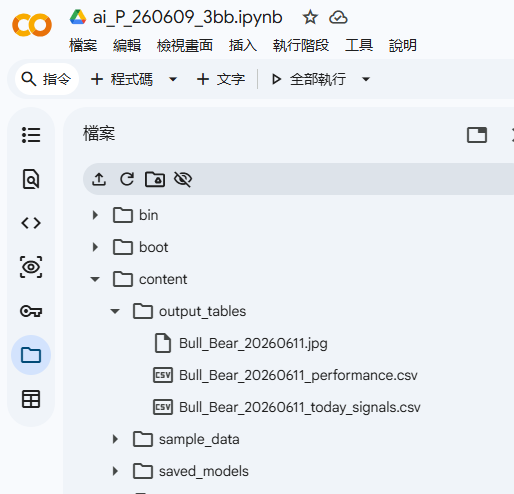 ai_P_260609_3bb.ipynb
檔案 編輯 檢視畫面 插入 執行階段 工具 說明
指令 + 程式碼 + 文字 全部執行
檔案
bin
boot
content
output_tables
Bull_Bear_20260611.jpg
CSV Bull_Bear_20260611_performance.csv
CSV Bull_Bear_20260611_today_signals.csv
sample_data
saved_models